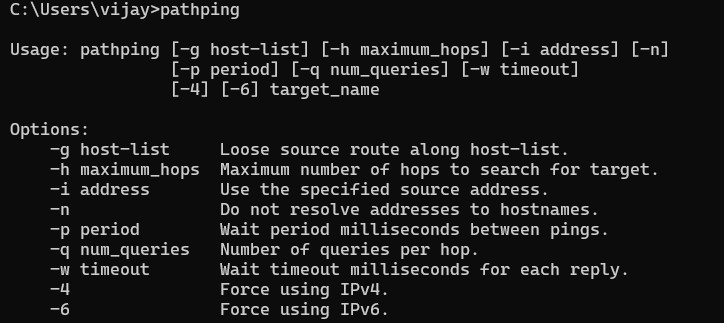 C:\Users\vijay>pathping
Usage: pathping [-g host-list] [-h maximum_hops] [-i address] [-n]
[-p period] [-q num_queries] [-w timeout]
[-4] [-6] target_name
Options:
-g host-list Loose source route along host-list.
-h maximum_hops Maximum number of hops to search for target.
-i address Use the specified source address.
-n Do not resolve addresses to hostnames.
-p period Wait period milliseconds between pings.
-q num_queries Number of queries per hop.
-w timeout Wait timeout milliseconds for each reply.
-4 Force using IPv4.
-6 Force using IPv6.